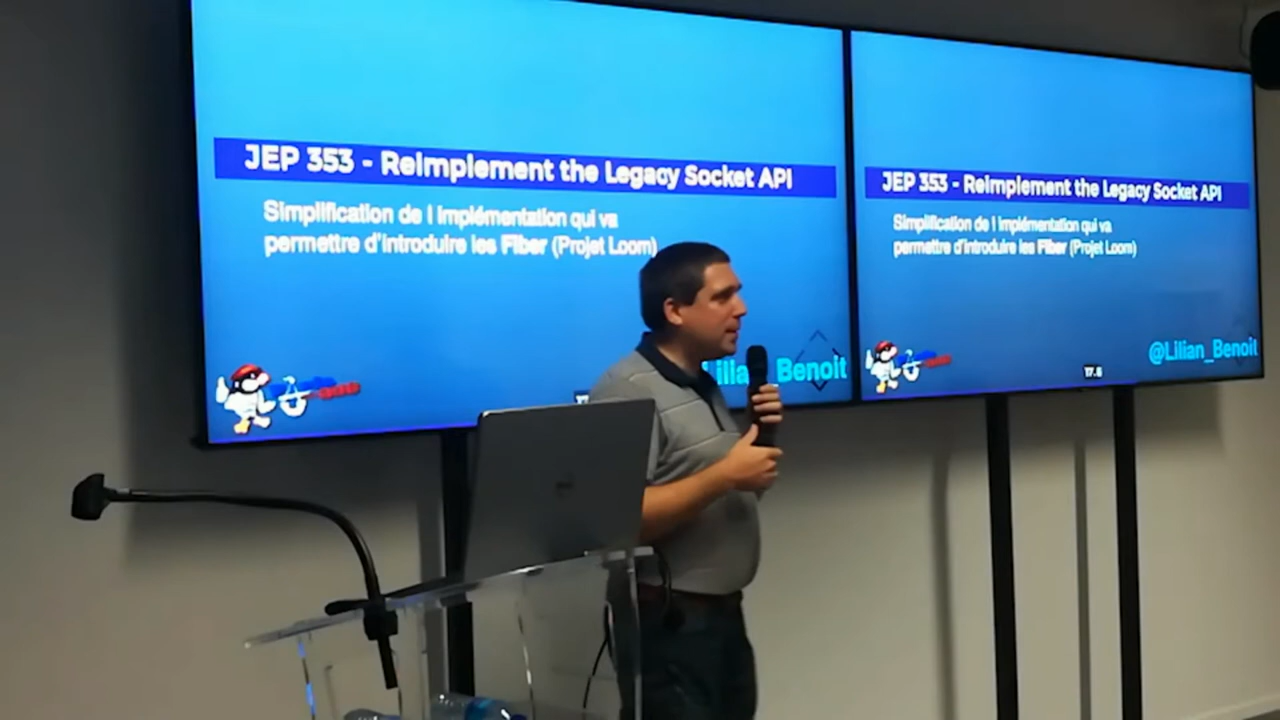 JEP 353 - Reimplement the Legacy Socket API
Simplification de l implémentation qui va
permettre d'introduire les Fiber (Projet Loom)
Lilian_Benoit
JEP 353 - Reimplement the Legacy Socket API
Simplification de l implémentation qui va
permettre d'introduire les Fiber (Projet Loom)
@Lilian_Benoit
17.6